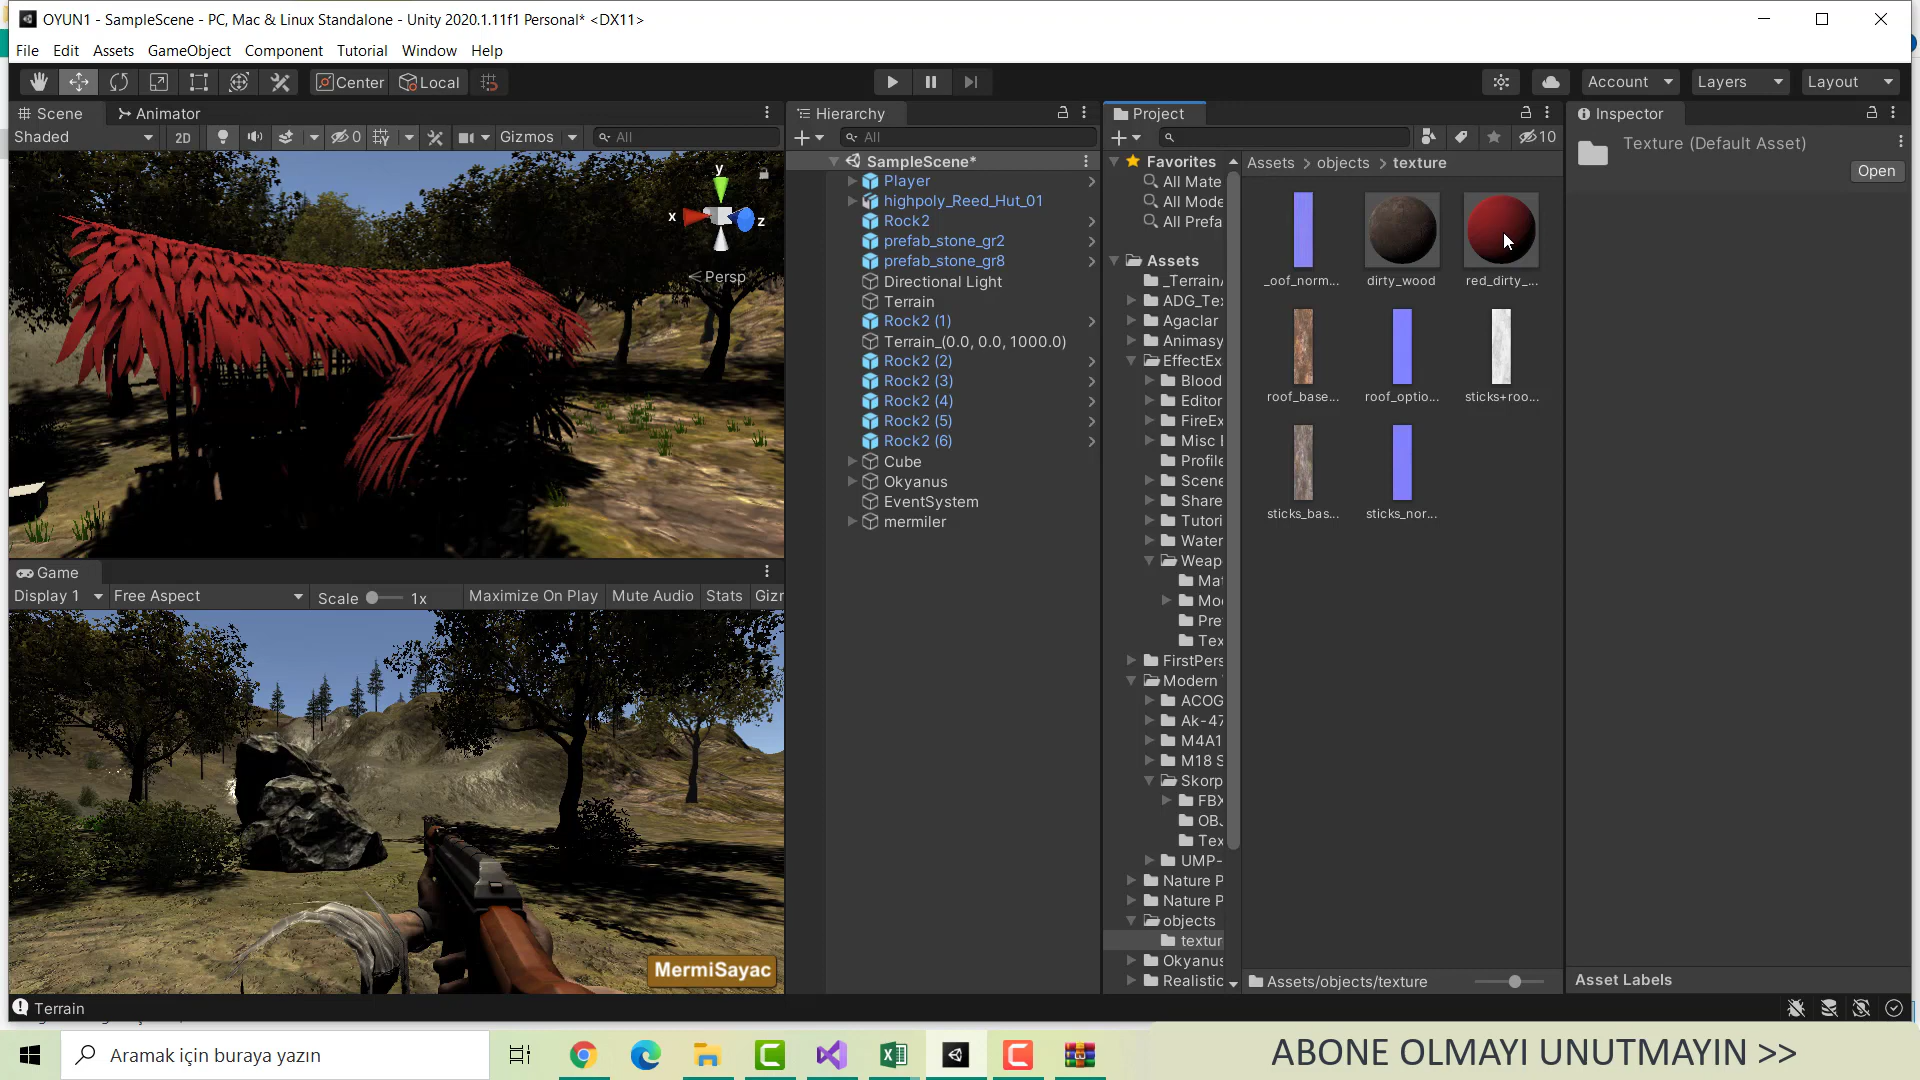 OYUN1 - SampleScene - PC, Mac & Linux Standalone - Unity 2020.1.11f1 Personal* <DX11>
File Edit Assets GameObject Component Tutorial Window Help
Center Local Account Layers Layout
Scene Animator
Shaded 2D 0 Gizmos All
y
x
z
Persp
Game
Display 1 Free Aspect Scale 1x Maximize On Play Mute Audio Stats Gizr
MermiSayac
Hierarchy
All
SampleScene*
Player
highpoly_Reed_Hut_01
Rock2
prefab_stone_gr2
prefab_stone_gr8
Directional Light
Terrain
Rock2 (1)
Terrain_(0.0, 0.0, 1000.0)
Rock2 (2)
Rock2 (3)
Rock2 (4)
Rock2 (5)
Rock2 (6)
Cube
Okyanus
EventSystem
mermiler
Project
10
Favorites
All Mate
All Mode
All Prefa
Assets
_Terrain
ADG_Tex
Agaclar
Animasy
EffectEx
Blood
Editor
FireEx
Misc
Profile
Scene
Share
Tutori
Water
Weap
Mat
Moc
Pre
Tex
FirstPers
Modern
ACOG
Ak-47
M4A1
M18 S
Skorp
FBX
OBJ
Tex
UMP-
Nature P
Nature P
objects
textur
Okyanus
Realistic
Assets > objects > texture
_oof_norm... dirty_wood red_dirty_...
roof_base... roof_optio... sticks+roo...
sticks_bas... sticks_nor...
Assets/objects/texture
Inspector
Texture (Default Asset)
Open
Asset Labels
Terrain
Aramak için buraya yazın
ABONE OLMAYI UNUTMAYIN >>